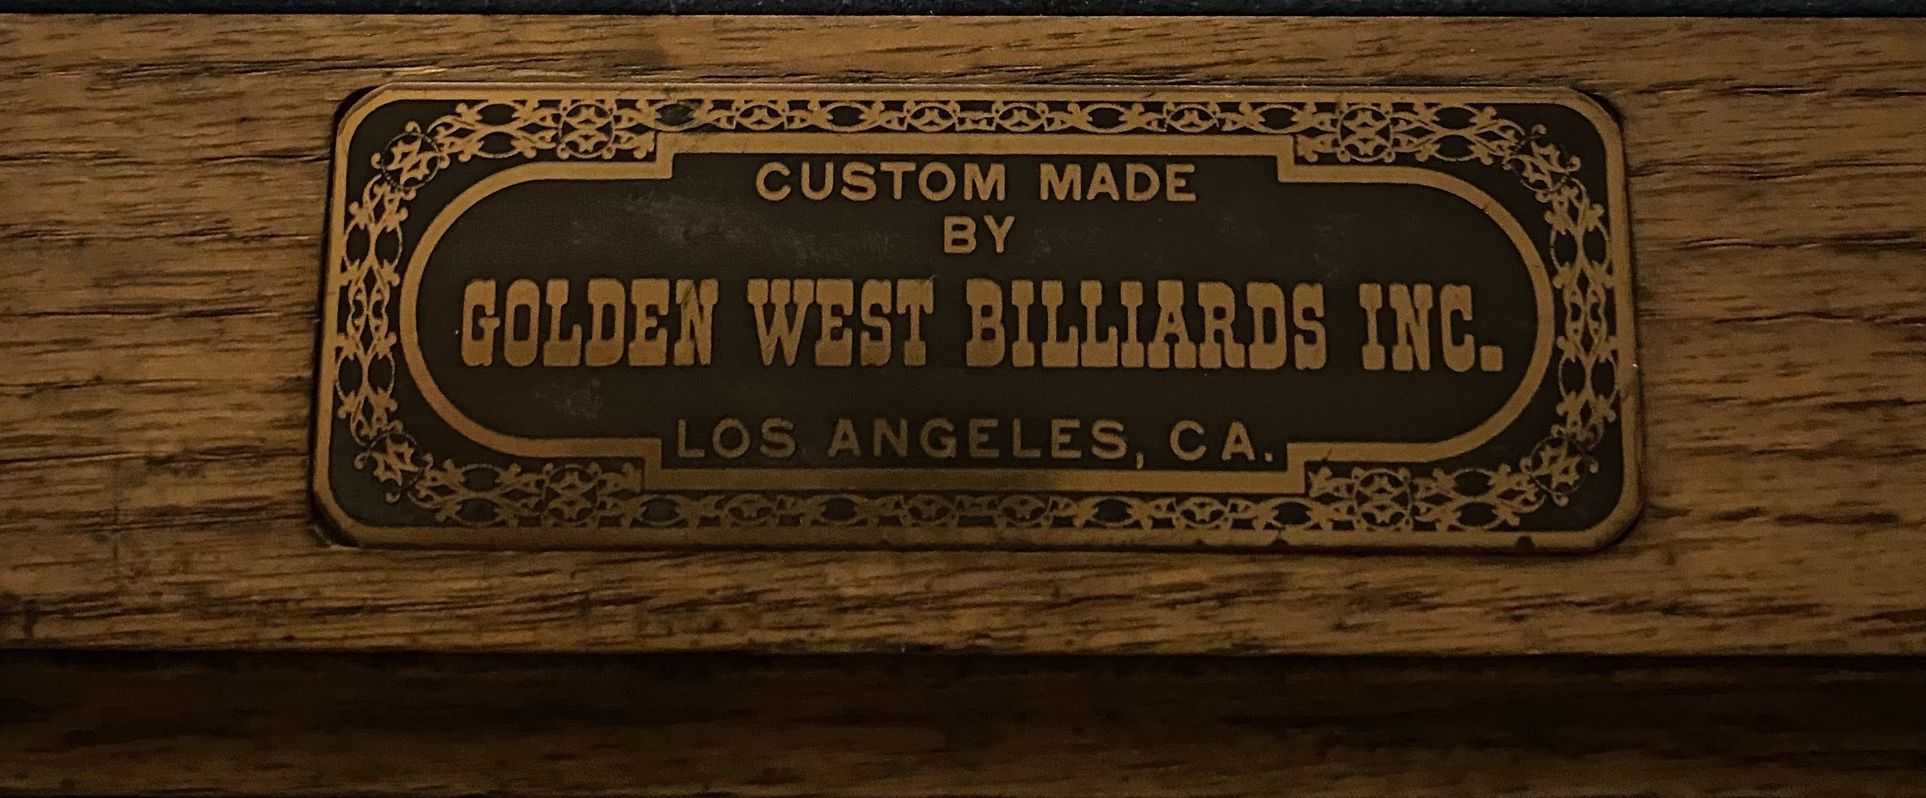 CUSTOM MADE
BY
GOLDEN WEST BILLIARDS INC.
LOS ANGELES, CA.